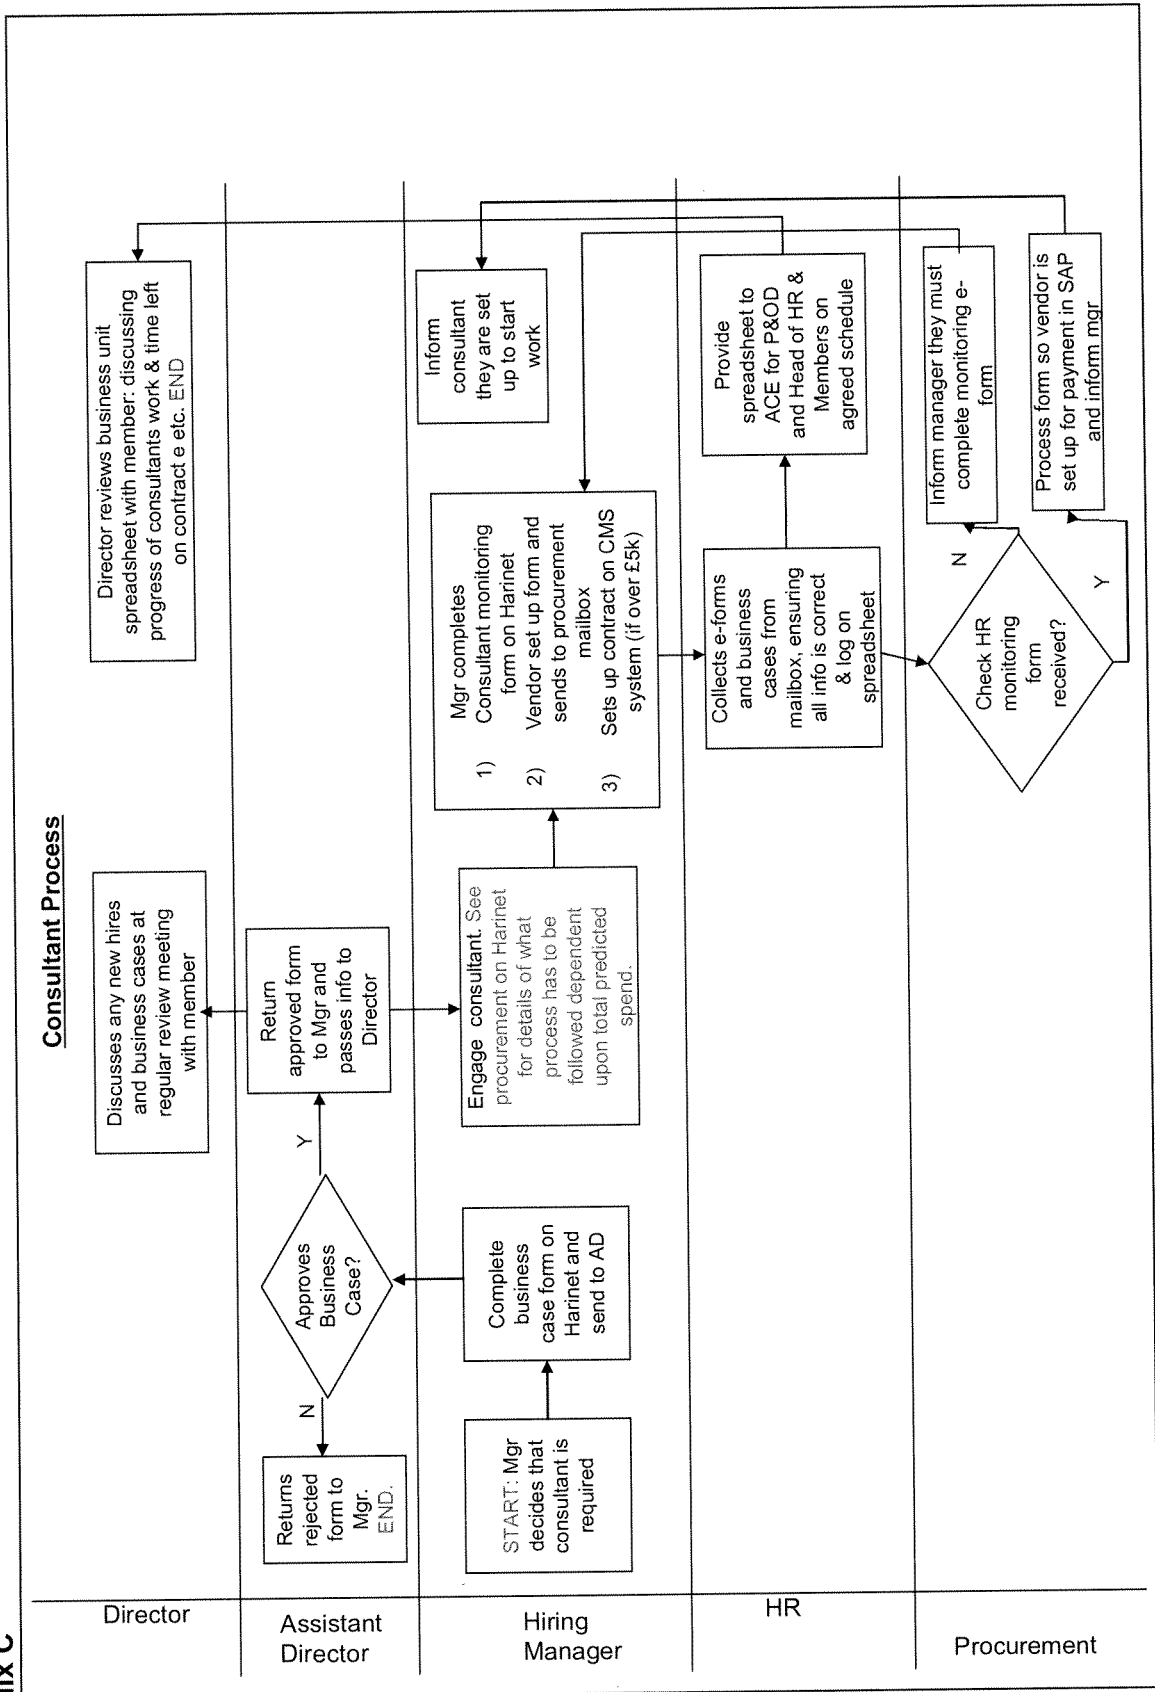 ix C
Consultant Process
Director
Discusses any new hires
and business cases at
regular review meeting
with member
Director reviews business unit
spreadsheet with member: discussing
progress of consultants work & time left
on contract e etc. END
Assistant
Director
Returns
rejected
form to
Mgr.
END.
N
Approves
Business
Case?
Y
Return
approved form
to Mgr and
passes info to
Director
Hiring
Manager
START: Mgr
decides that
consultant is
required
Complete
business
case form on
Harinet and
send to AD
Engage consultant. See
procurement on Harinet
for details of what
process has to be
followed dependent
upon total predicted
spend.
Mgr completes
1) Consultant monitoring
form on Harinet
2) Vendor set up form and
sends to procurement
mailbox
3) Sets up contract on CMS
system (if over £5k)
Inform
consultant
they are set
up to start
work
HR
Collects e-forms
and business
cases from
mailbox, ensuring
all info is correct
& log on
spreadsheet
Provide
spreadsheet to
ACE for P&OD
and Head of HR &
Members on
agreed schedule
Procurement
Check HR
monitoring
form
received?
N
Y
Inform manager they must
complete monitoring e-
form
Process form so vendor is
set up for payment in SAP
and inform mgr